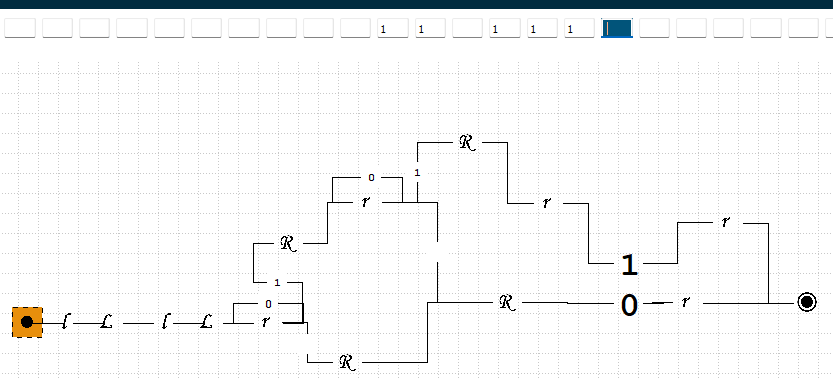 1 1 1 1 1
R
0 1
r r r
R
1 1
0
l L l L r R 0 r
R